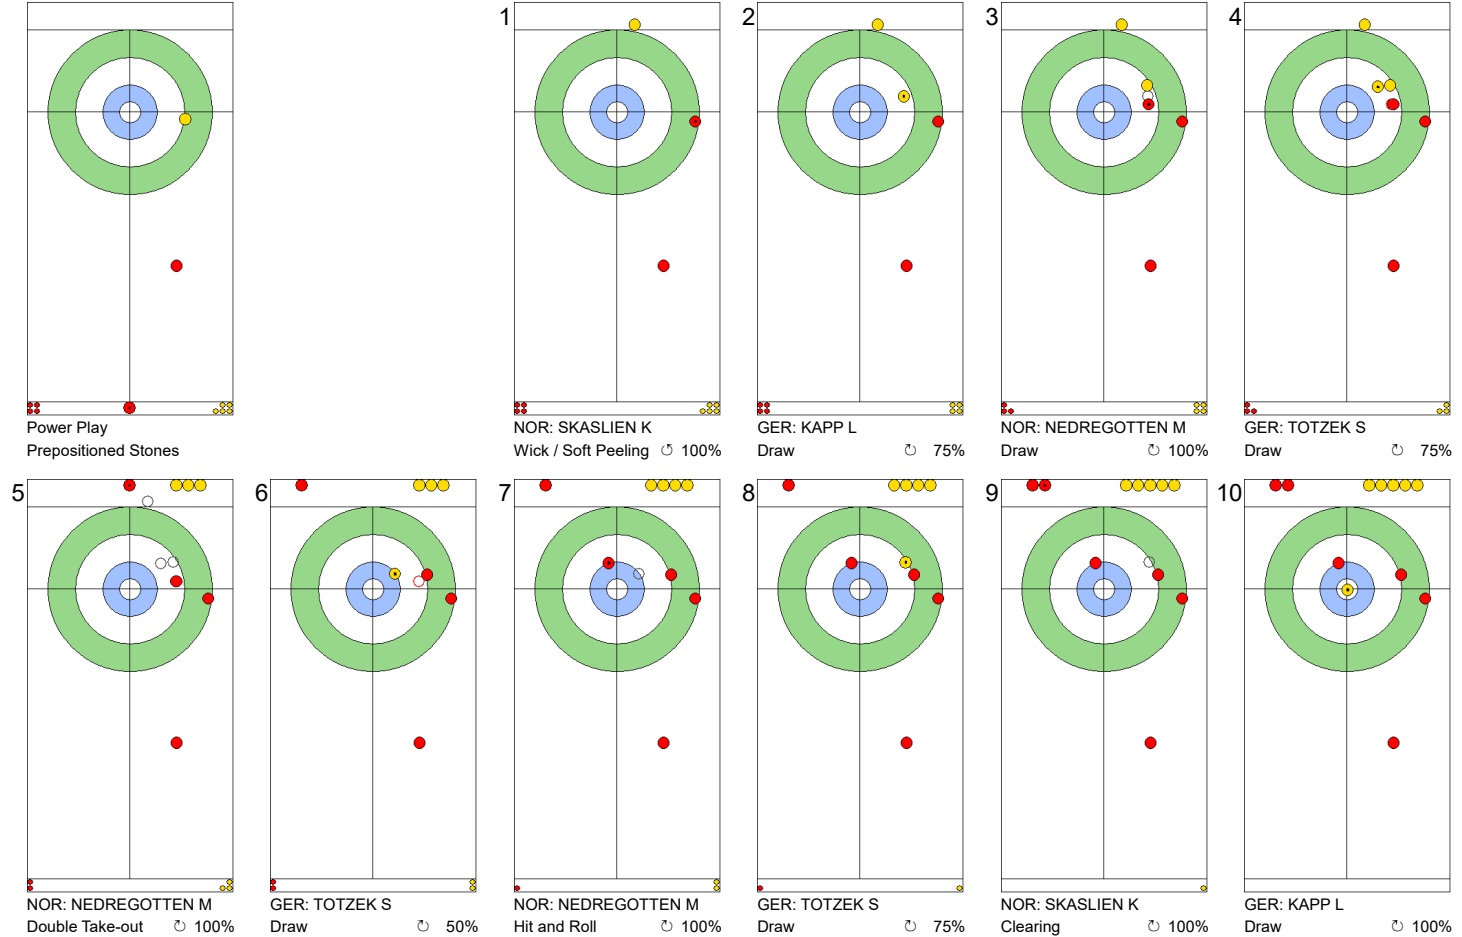 Power Play
Prepositioned Stones
1
NOR: SKASLIEN K
Wick / Soft Peeling ↺ 100%
2
GER: KAPP L
Draw ↻ 75%
3
NOR: NEDREGOTTEN M
Draw ↻ 100%
4
GER: TOTZEK S
Draw ↻ 75%
5
NOR: NEDREGOTTEN M
Double Take-out ↻ 100%
6
GER: TOTZEK S
Draw ↻ 50%
7
NOR: NEDREGOTTEN M
Hit and Roll ↻ 100%
8
GER: TOTZEK S
Draw ↻ 75%
9
NOR: SKASLIEN K
Clearing ↻ 100%
10
GER: KAPP L
Draw ↻ 100%